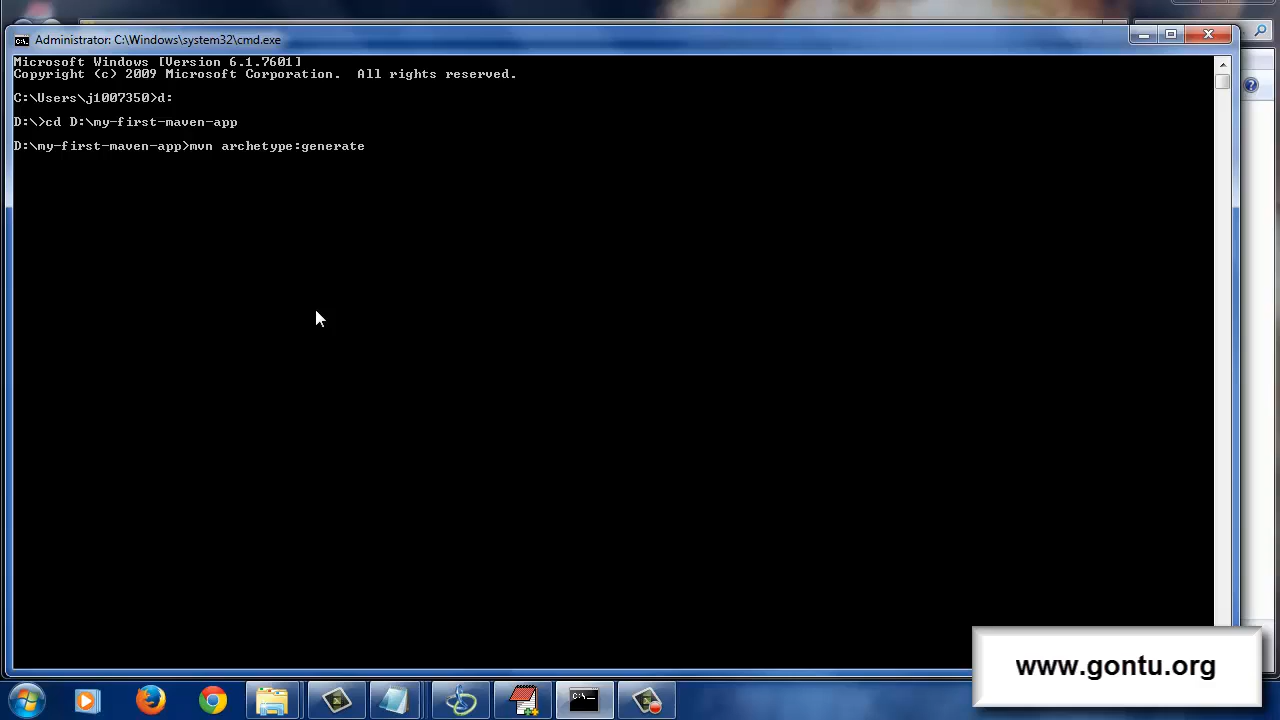 Administrator: C:\Windows\system32\cmd.exe
Microsoft Windows [Version 6.1.7601]
Copyright (c) 2009 Microsoft Corporation.  All rights reserved.
C:\Users\j1007350>d:
D:\>cd D:\my-first-maven-app
D:\my-first-maven-app>mvn archetype:generate
www.gontu.org